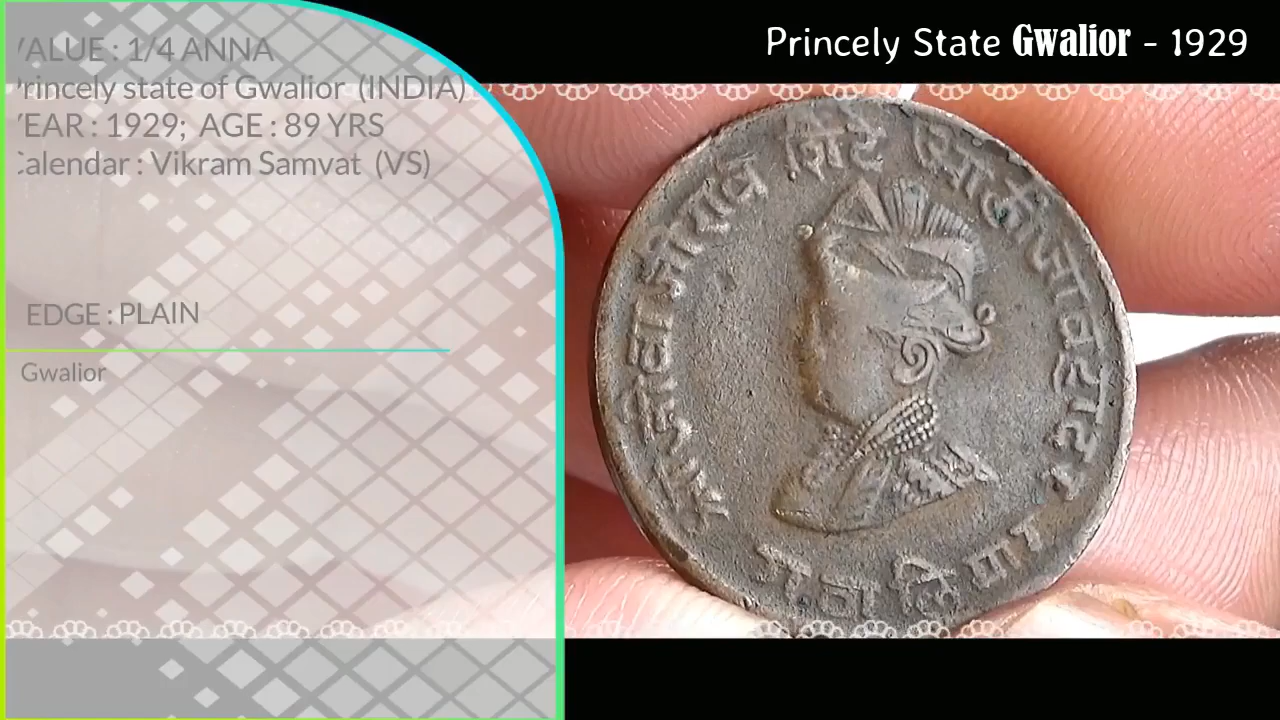 Princely State Gwalior - 1929
VALUE : 1/4 ANNA
Princely state of Gwalior (INDIA)
YEAR : 1929; AGE : 89 YRS
Calendar : Vikram Samvat (VS)
EDGE : PLAIN
Gwalior
शिंदे
बहादुर